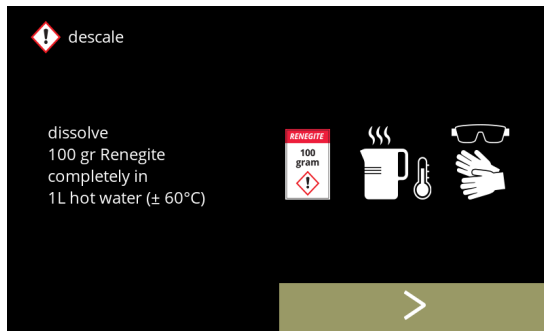 descale
dissolve
100 gr Renegite
completely in
1L hot water (± 60°C)
RENEGITE
100
gram